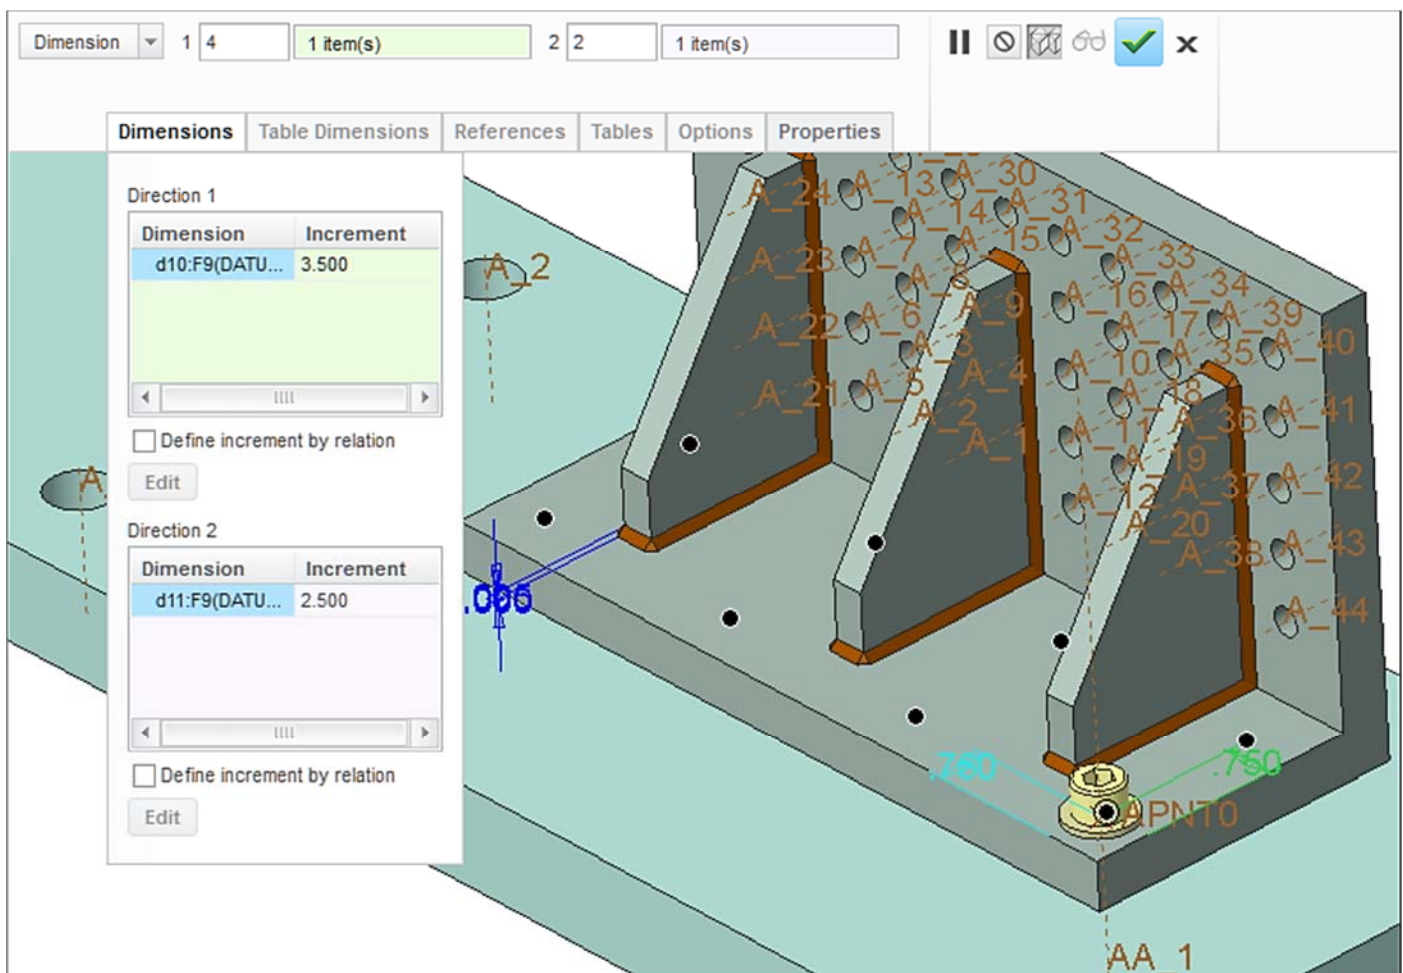 Dimension 1 4 1 item(s) 2 2 1 item(s)
Dimensions Table Dimensions References Tables Options Properties
Direction 1
Dimension Increment
d10:F9(DATU... 3.500
Define increment by relation
Edit
Direction 2
Dimension Increment
d11:F9(DATU... 2.500
Define increment by relation
Edit
A_2
A
A_24 A_13 A_30
A_14 A_31
A_23 A_7 A_15 A_32
A_8 A_33
A_22 A_6 A_9 A_16 A_34
A_3 A_17 A_39
A_21 A_5 A_4 A_10 A_35 A_40
A_2 A_18
A_1 A_11 A_36 A_41
A_19
A_12 A_37 A_42
A_20
A_38 A_43
A_44
.760
.750
APNT0
AA_1